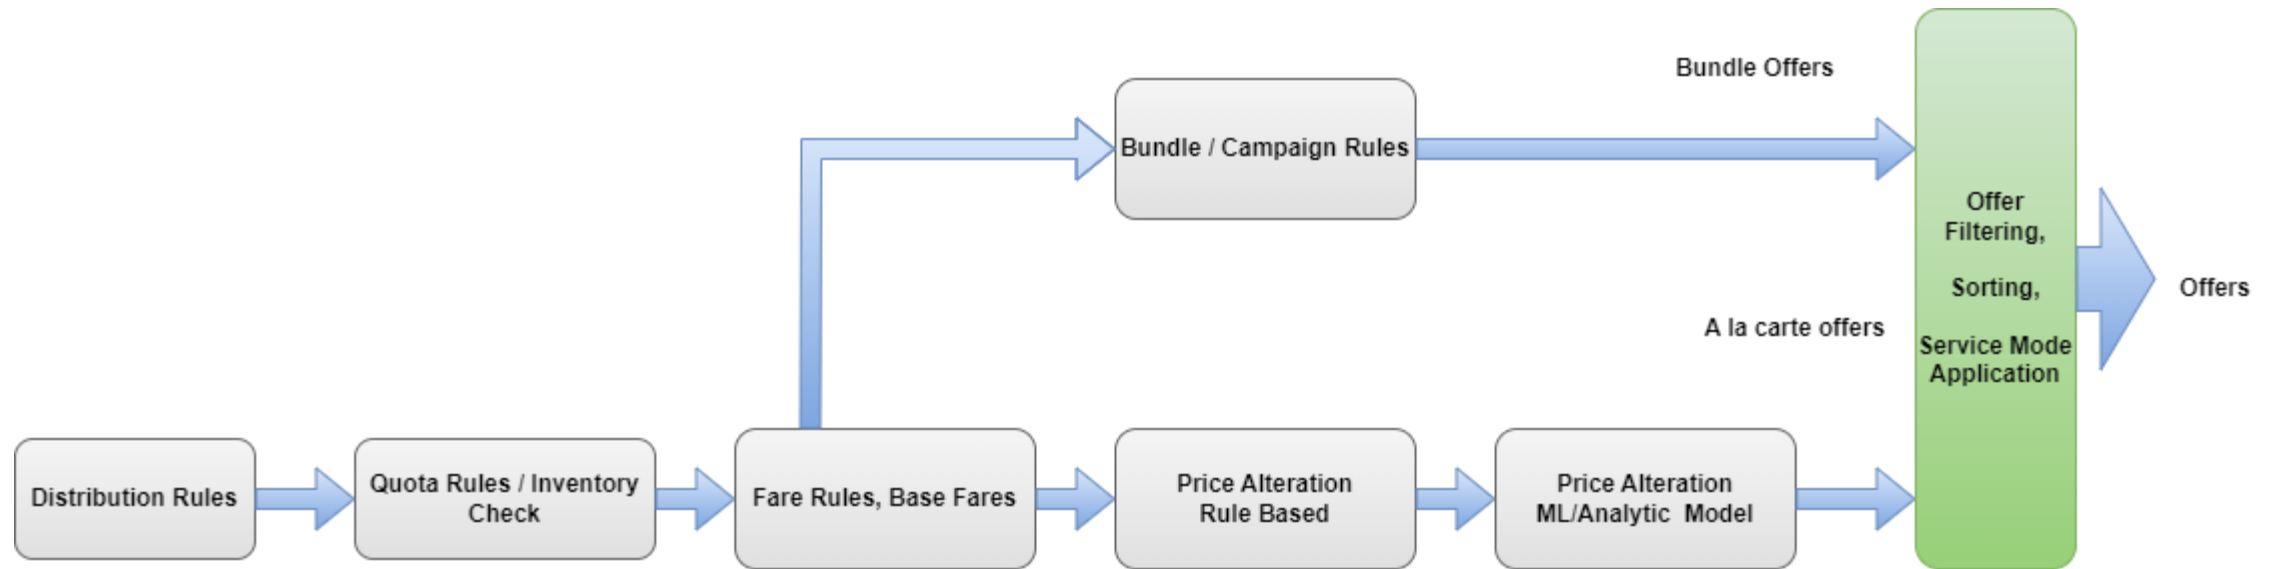 Bundle Offers
Bundle / Campaign Rules
Offer
Filtering,
Sorting,
Service Mode
Application
Offers
A la carte offers
Distribution Rules
Quota Rules / Inventory
Check
Fare Rules, Base Fares
Price Alteration
Rule Based
Price Alteration
ML/Analytic  Model